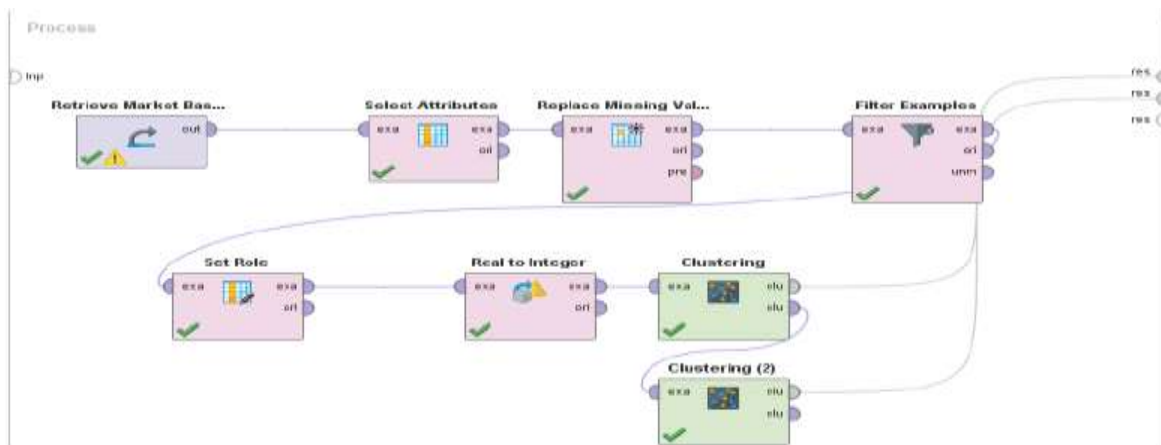 Process
inp
res
res
res
Retrieve Market Bas...
out
Select Attributes
exa exa
ori
Replace Missing Val...
exa exa
ori
pre
Filter Examples
exa exa
ori
unm
Set Role
exa exa
ori
Real to Integer
exa exa
ori
Clustering
exa clu
clu
Clustering (2)
exa clu
clu